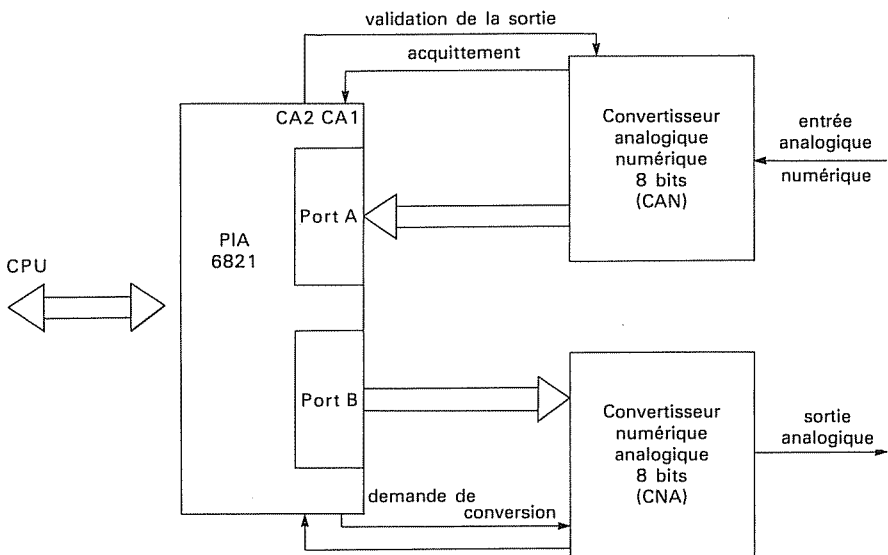 validation de la sortie
acquittement
CA2 CA1
Convertisseur
analogique
numérique
8 bits
(CAN)
entrée
analogique
numérique
Port A
PIA
6821
CPU
Port B
Convertisseur
numérique
analogique
8 bits
(CNA)
sortie
analogique
demande de
conversion